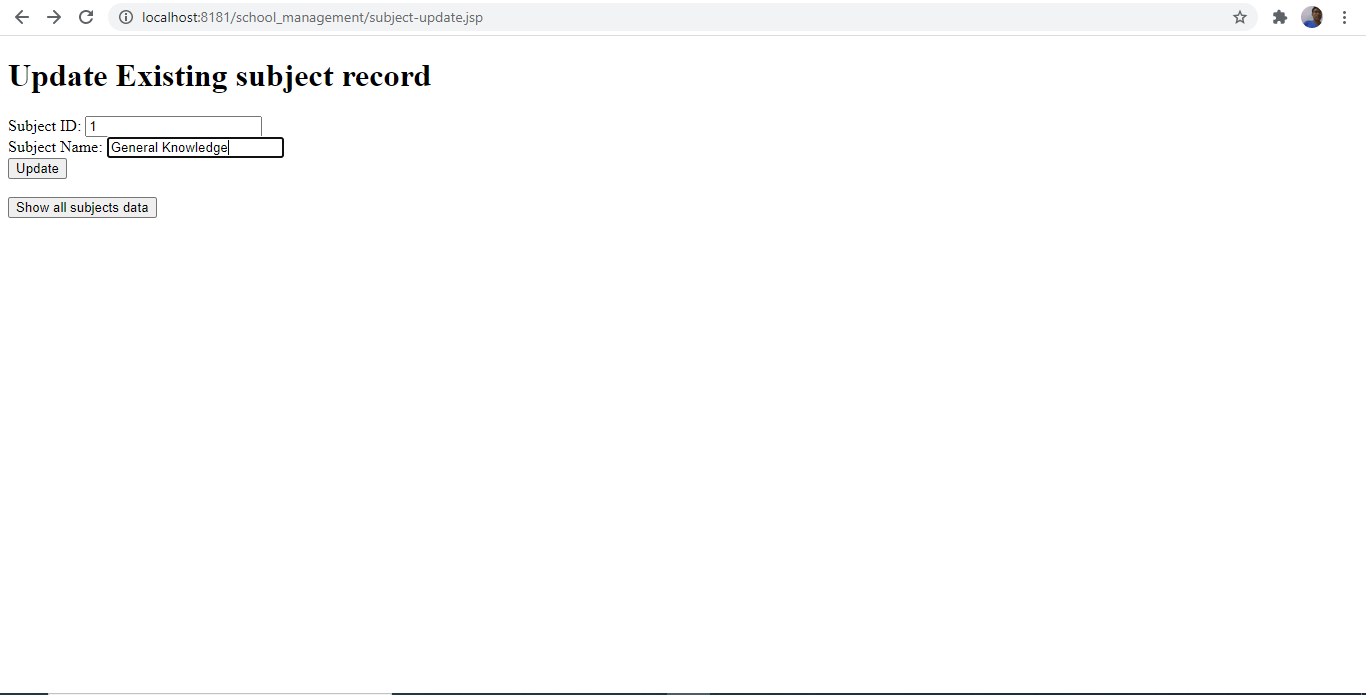 localhost:8181/school_management/subject-update.jsp
Update Existing subject record
Subject ID: 1
Subject Name: General Knowledge
Update
Show all subjects data